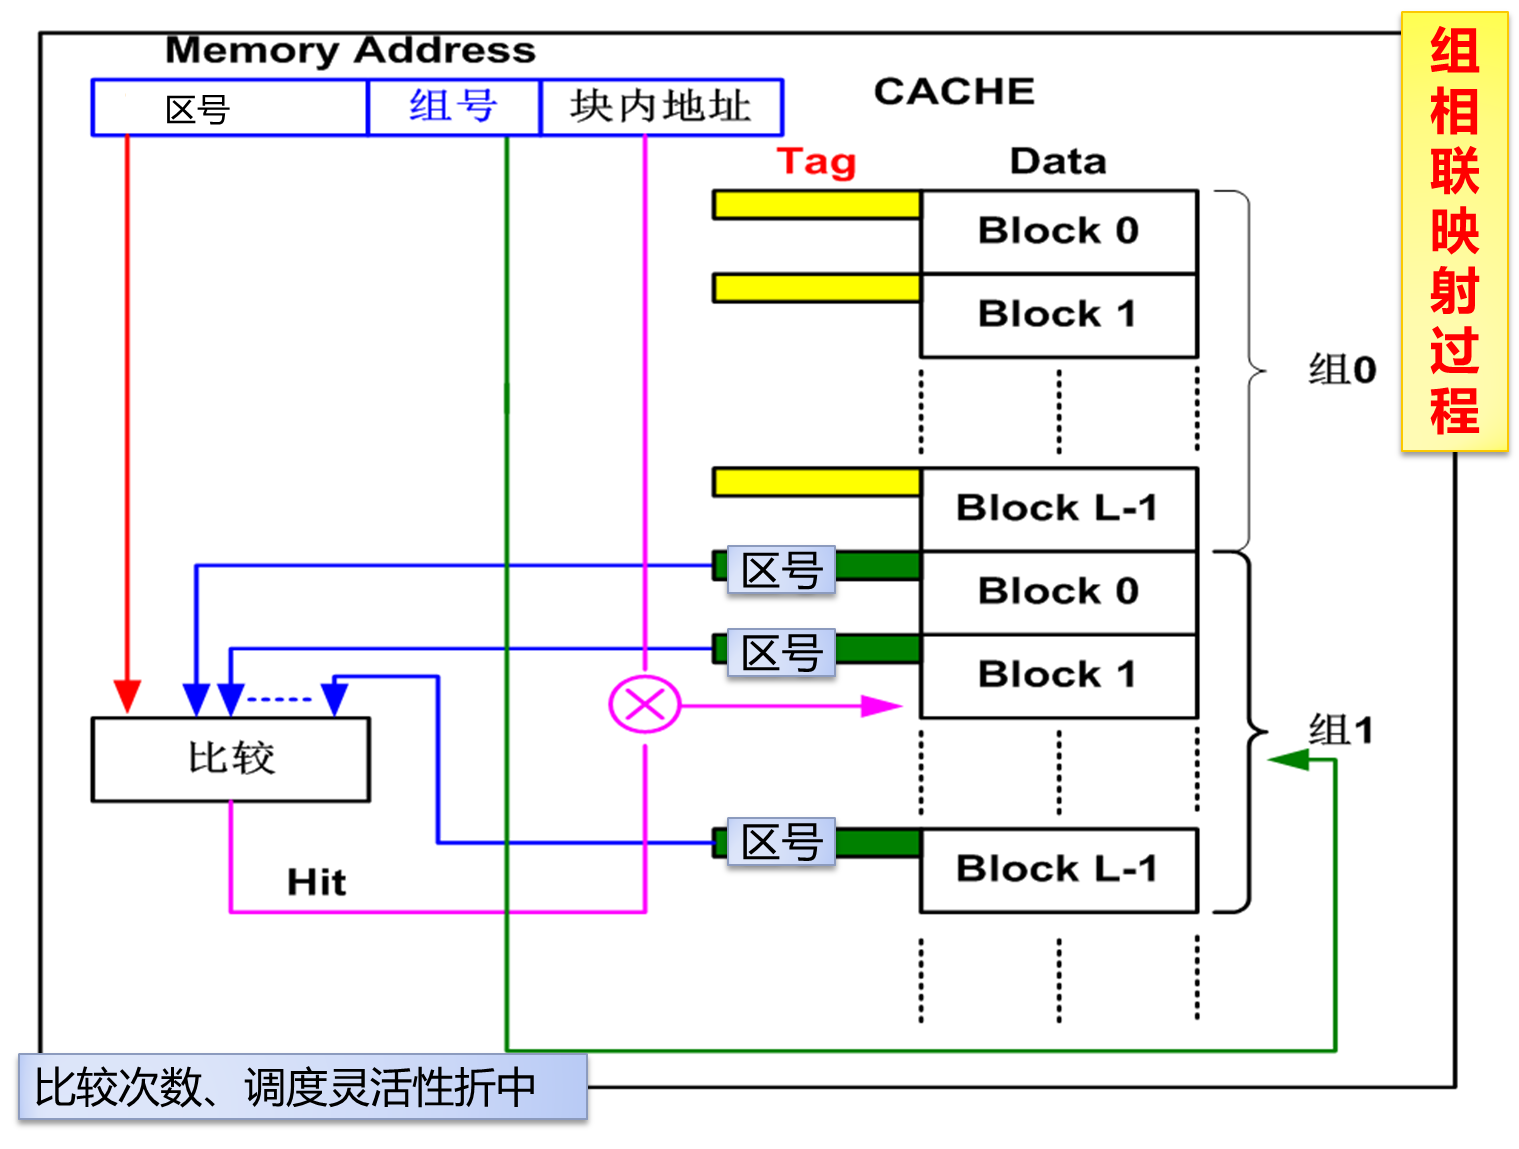 组相联映射过程
Memory Address
区号 组号 块内地址
CACHE
Tag Data
Block 0
Block 1
组0
Block L-1
区号 Block 0
区号 Block 1
组1
比较
区号 Block L-1
Hit
比较次数、调度灵活性折中